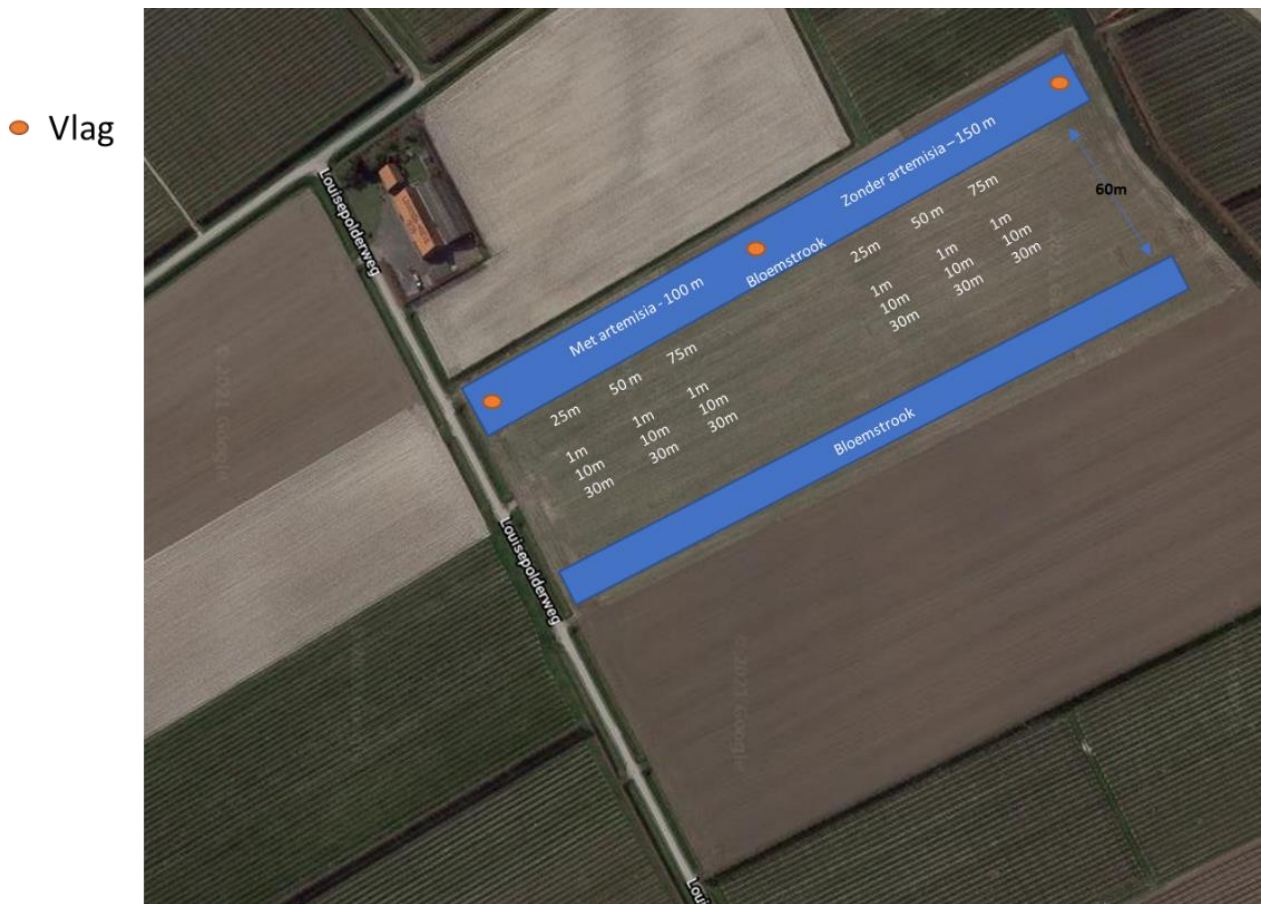 Vlag
Louisepolderweg
Met artemisia - 100 m
Zonder artemisia – 150 m
Bloemstrook
60m
25m
50 m
75m
1m
10m
30m
1m
10m
30m
1m
10m
30m
25m
50 m
75m
1m
10m
30m
1m
10m
30m
1m
10m
30m
Bloemstrook
Louisepolderweg
Loui